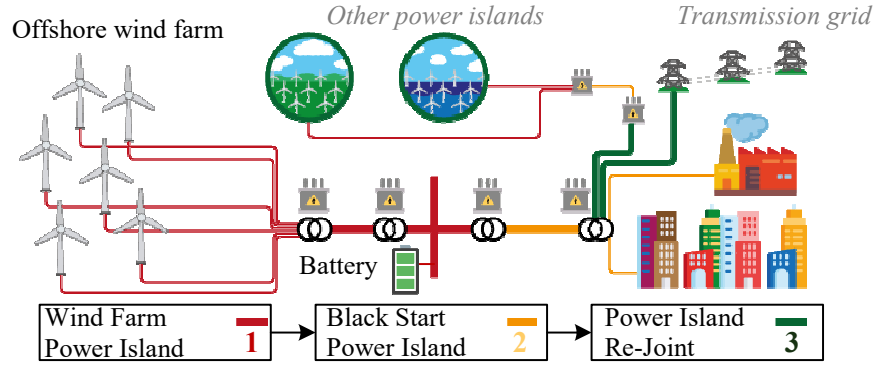 Other power islands
Transmission grid
Offshore wind farm
Battery
Wind Farm
Power Island
1
Black Start
Power Island
2
Power Island
Re-Joint
3